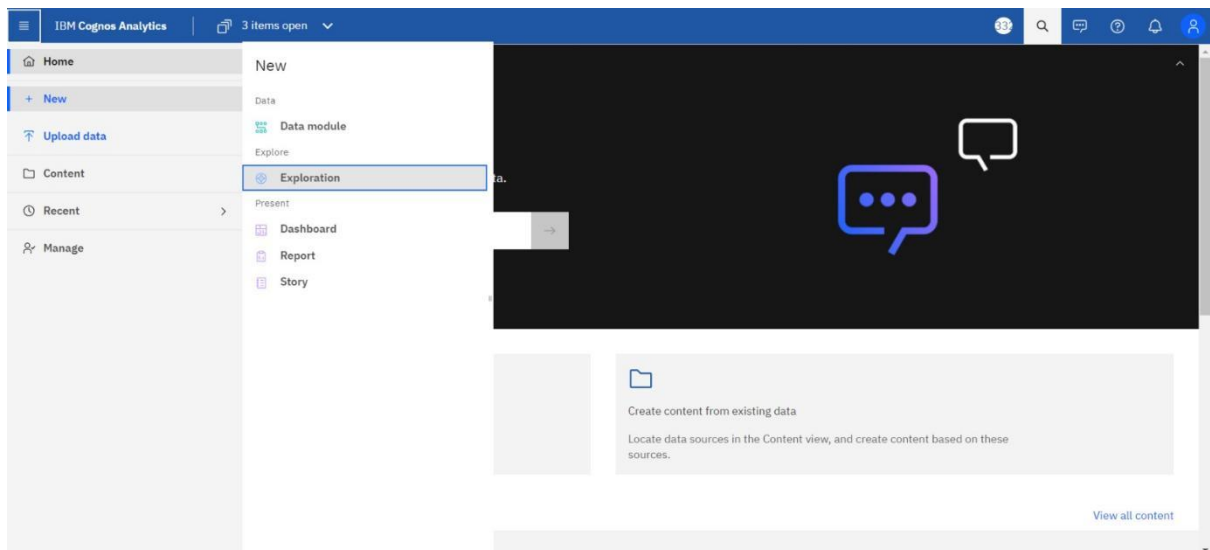 IBM Cognos Analytics
3 items open
Home
New
Upload data
Content
Recent
Manage
New
Data
Data module
Explore
Exploration
Present
Dashboard
Report
Story
ta.
Create content from existing data
Locate data sources in the Content view, and create content based on these
sources.
View all content